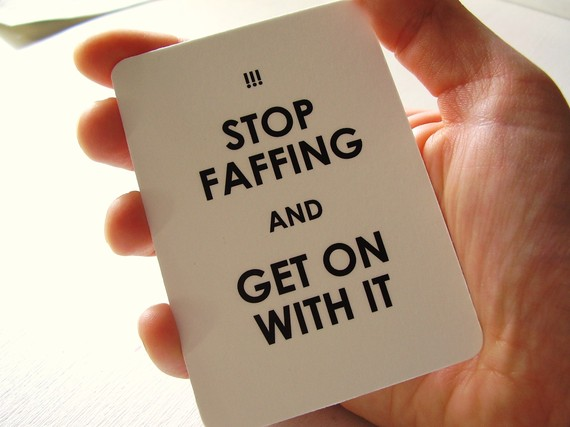 !!!
STOP
FAFFING
AND
GET ON
WITH IT